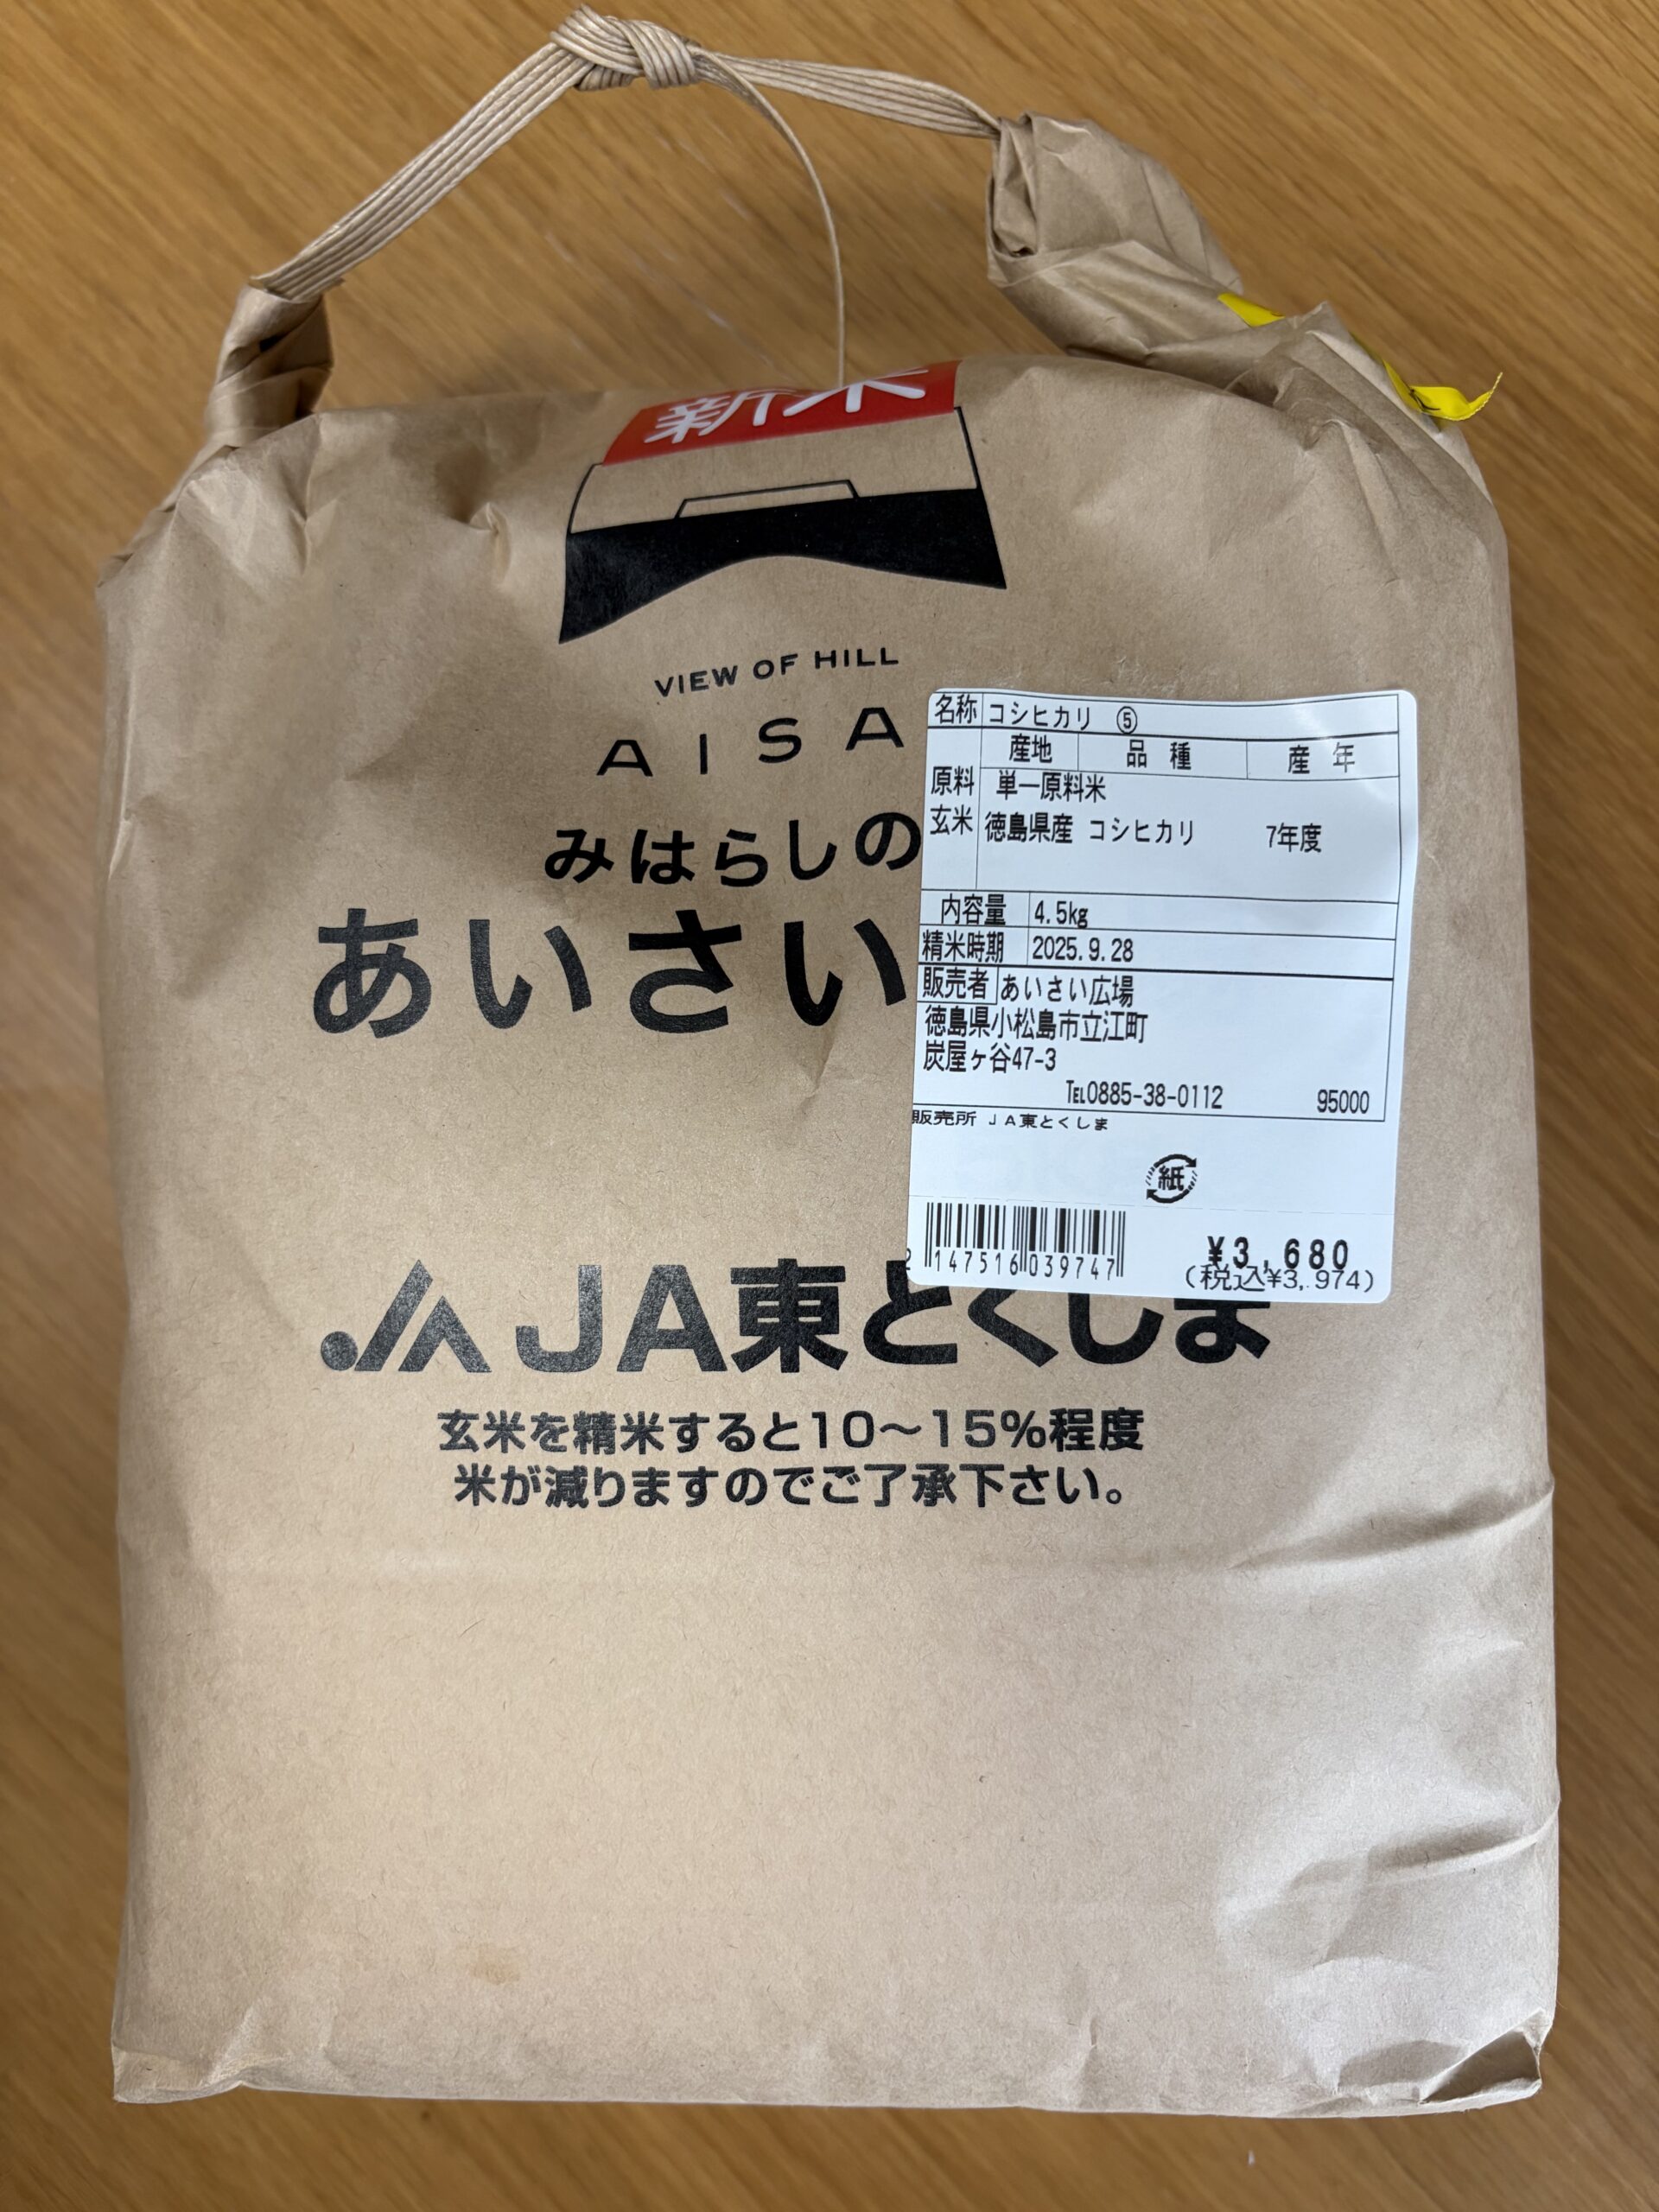 新米
VIEW OF HILL
AISA
みはらしの
あいさい
名称 コシヒカリ ⑤
産地 品種 産年
原料玄米 単一原料米
徳島県産 コシヒカリ 7年度
内容量 4.5kg
精米時期 2025.9.28
販売者 あいさい広場
徳島県小松島市立江町
炭屋ヶ谷47-3
℡0885-38-0112 95000
販売所 JA東とくしま
紙
2 147516 039747
¥3,680
(税込¥3,974)
JA JA東とくしま
玄米を精米すると10〜15%程度
米が減りますのでご了承下さい。